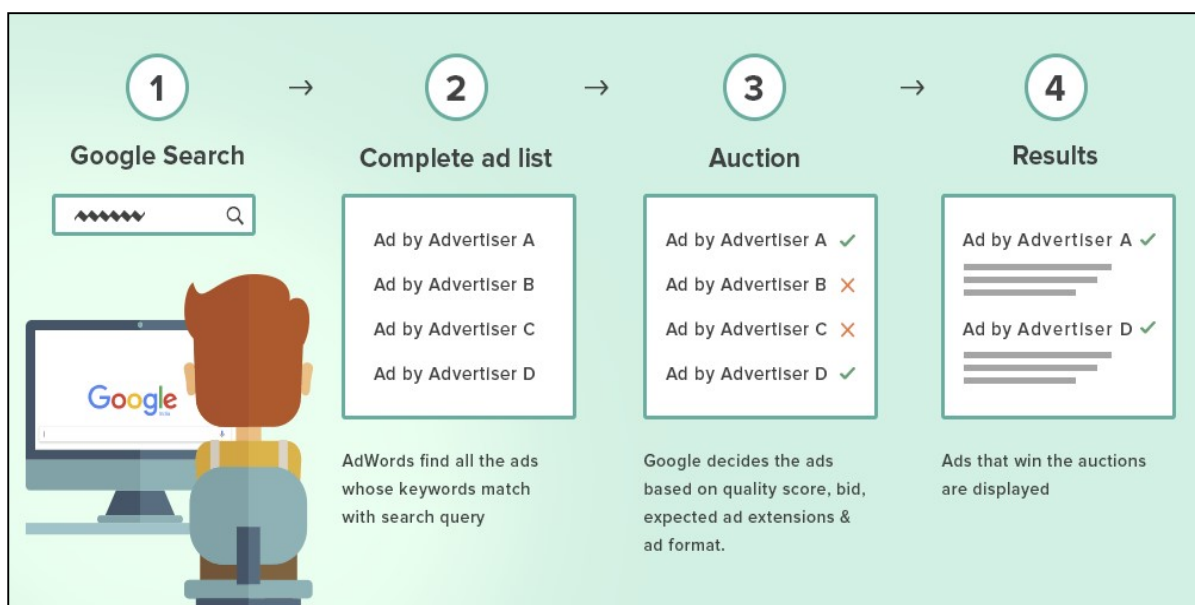 1
→
2
→
3
→
4
Google Search
Complete ad list
Auction
Results
Ad by Advertiser A
Ad by Advertiser B
Ad by Advertiser C
Ad by Advertiser D
AdWords find all the ads
whose keywords match
with search query
Ad by Advertiser A ✓
Ad by Advertiser B ✕
Ad by Advertiser C ✕
Ad by Advertiser D ✓
Google decides the ads
based on quality score, bid,
expected ad extensions &
ad format.
Ad by Advertiser A ✓
Ad by Advertiser D ✓
Ads that win the auctions
are displayed
Google